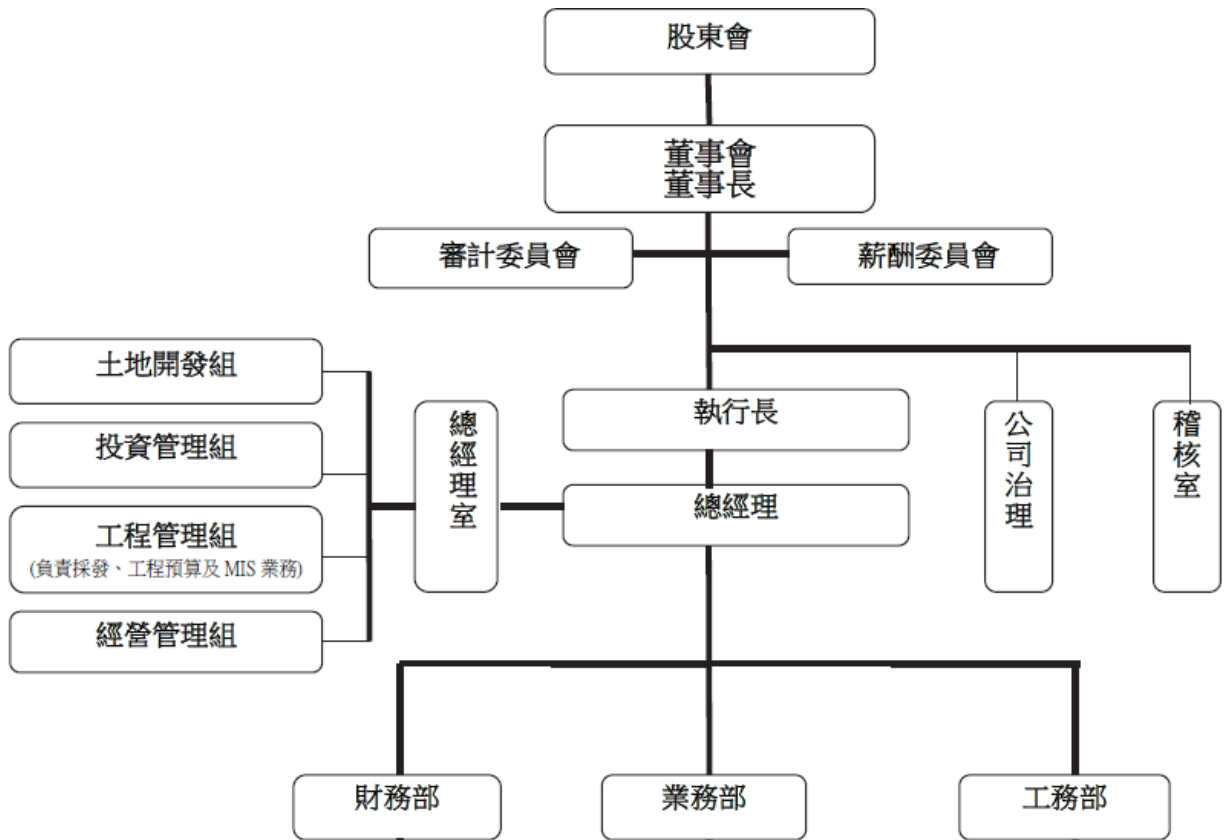 股東會
董事會
董事長
審計委員會
薪酬委員會
土地開發組
投資管理組
工程管理組
(負責採發、工程預算及 MIS 業務)
經營管理組
總經理室
執行長
總經理
公司治理
稽核室
財務部
業務部
工務部